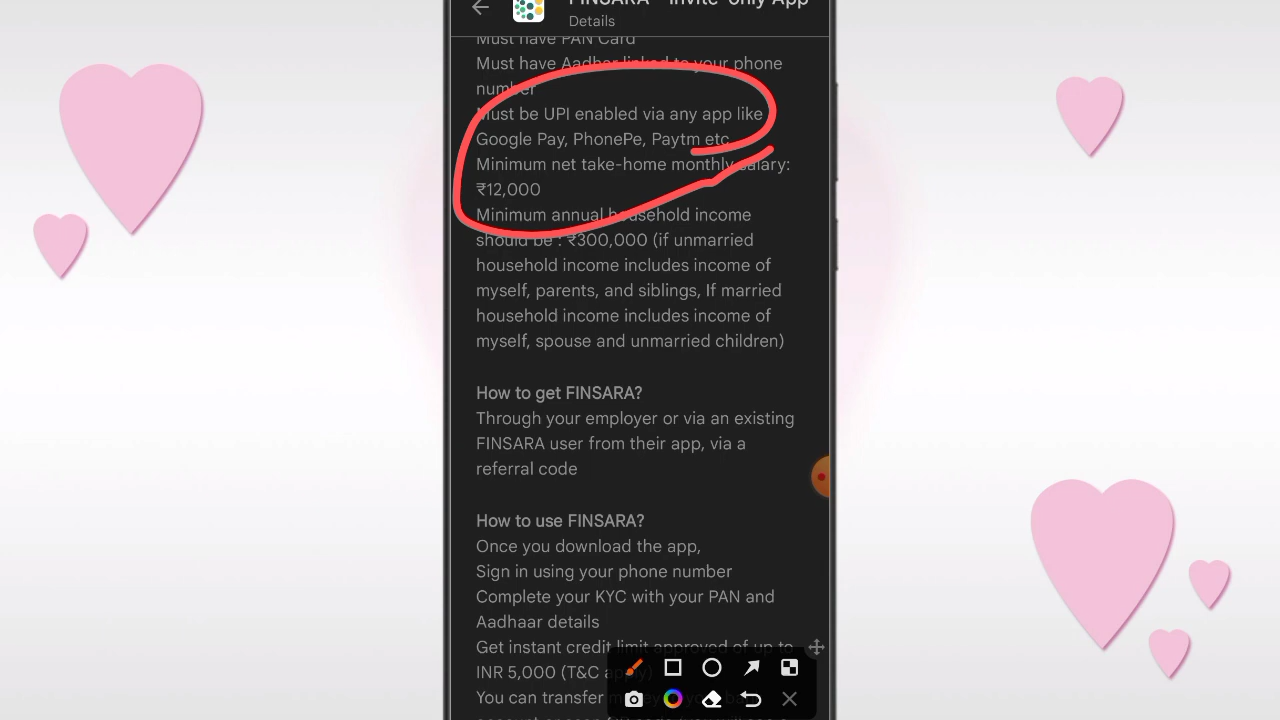 FINSARA - Invite-only App
Details
Must have PAN Card
Must have Aadhar linked to your phone
number
Must be UPI enabled via any app like
Google Pay, PhonePe, Paytm etc
Minimum net take-home monthly salary:
₹12,000
Minimum annual household income
should be : ₹300,000 (if unmarried
household income includes income of
myself, parents, and siblings, If married
household income includes income of
myself, spouse and unmarried children)
How to get FINSARA?
Through your employer or via an existing
FINSARA user from their app, via a
referral code
How to use FINSARA?
Once you download the app,
Sign in using your phone number
Complete your KYC with your PAN and
Aadhaar details
Get instant credit limit approved of up to
INR 5,000 (T&C apply)
You can transfer money to your bank